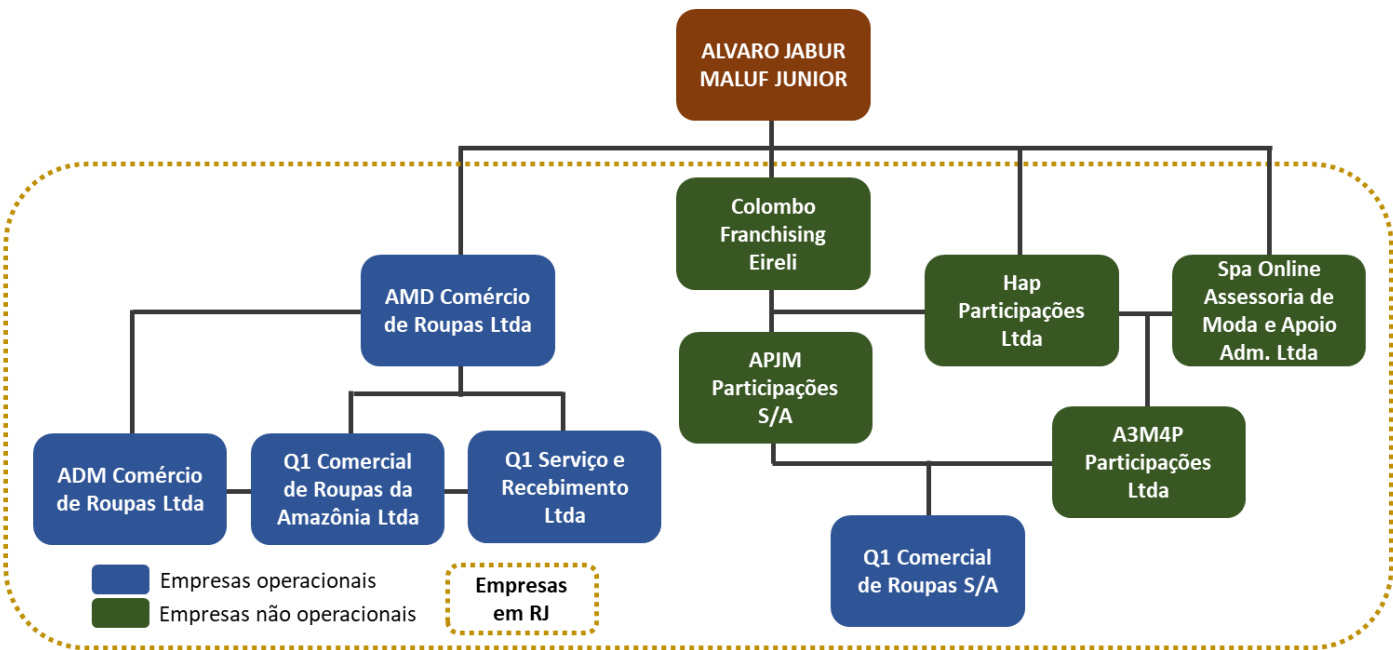 ALVARO JABUR
MALUF JUNIOR
Colombo
Franchising
Eireli
AMD Comércio
de Roupas Ltda
Hap
Participações
Ltda
Spa Online
Assessoria de
Moda e Apoio
Adm. Ltda
APJM
Participações
S/A
A3M4P
Participações
Ltda
ADM Comércio
de Roupas Ltda
Q1 Comercial
de Roupas da
Amazônia Ltda
Q1 Serviço e
Recebimento
Ltda
Q1 Comercial
de Roupas S/A
Empresas operacionais
Empresas não operacionais
Empresas
em RJ